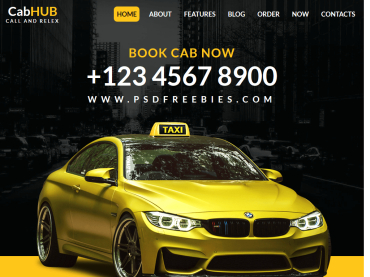 CabHUB
CALL AND RELEX
HOME ABOUT FEATURES BLOG ORDER NOW CONTACTS
BOOK CAB NOW
+123 4567 8900
WWW.PSDFREEBIES.COM
TAXI